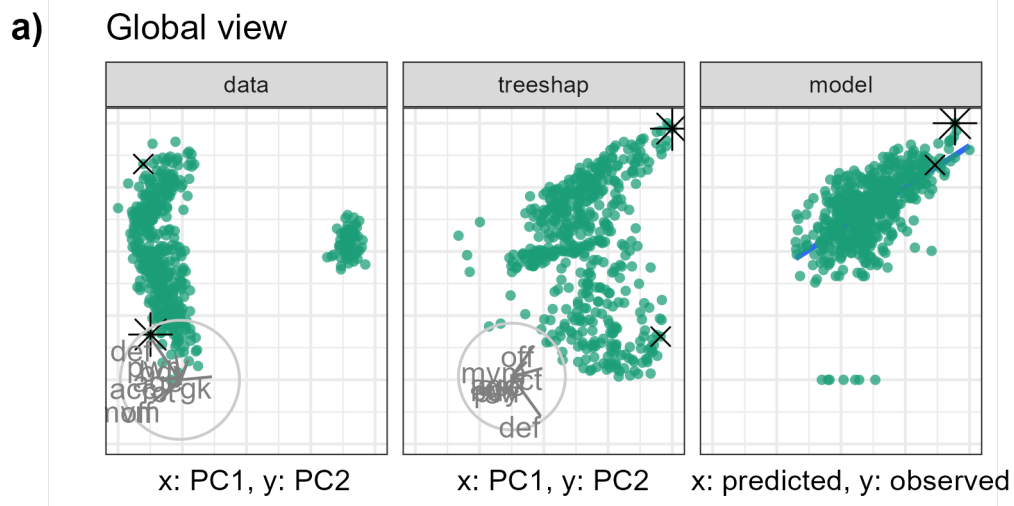 a) Global view
data treeshap model
def
gk
off
def
x: PC1, y: PC2 x: PC1, y: PC2 x: predicted, y: observed